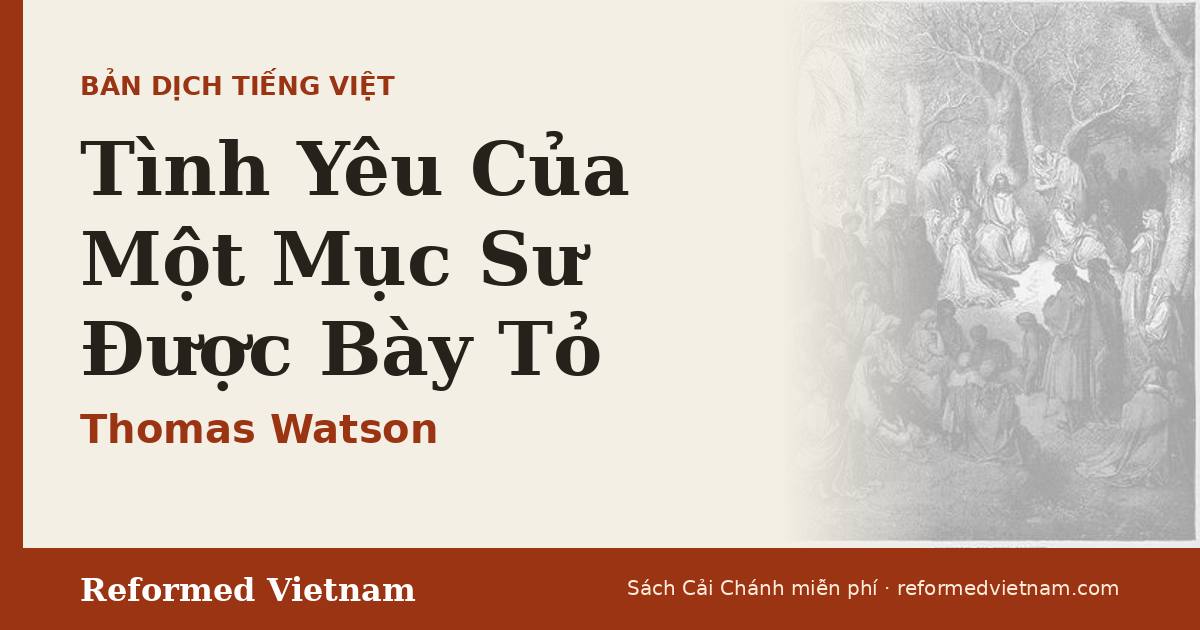 BẢN DỊCH TIẾNG VIỆT
Tình Yêu Của
Một Mục Sư
Được Bày Tỏ
Thomas Watson
Reformed Vietnam
Sách Cải Chánh miễn phí · reformedvietnam.com